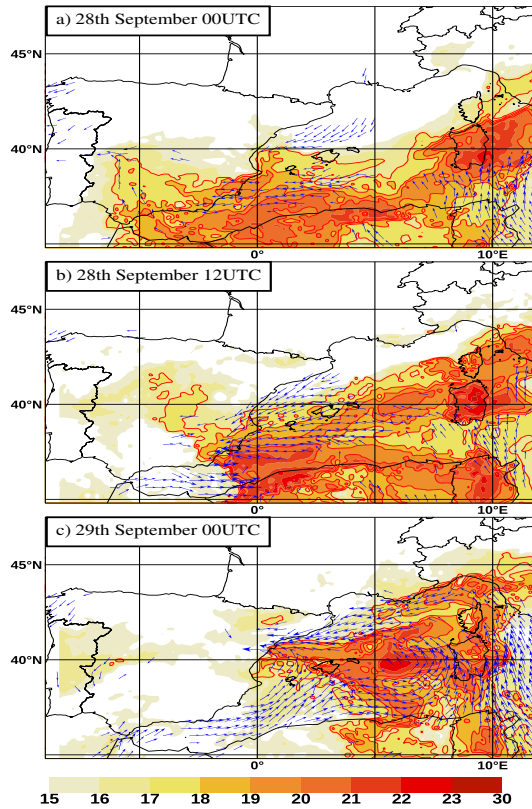 a) 28th September 00UTC
45°N
40°N
0°
10°E
b) 28th September 12UTC
45°N
40°N
0°
10°E
c) 29th September 00UTC
45°N
40°N
0°
10°E
15 16 17 18 19 20 21 22 23 30